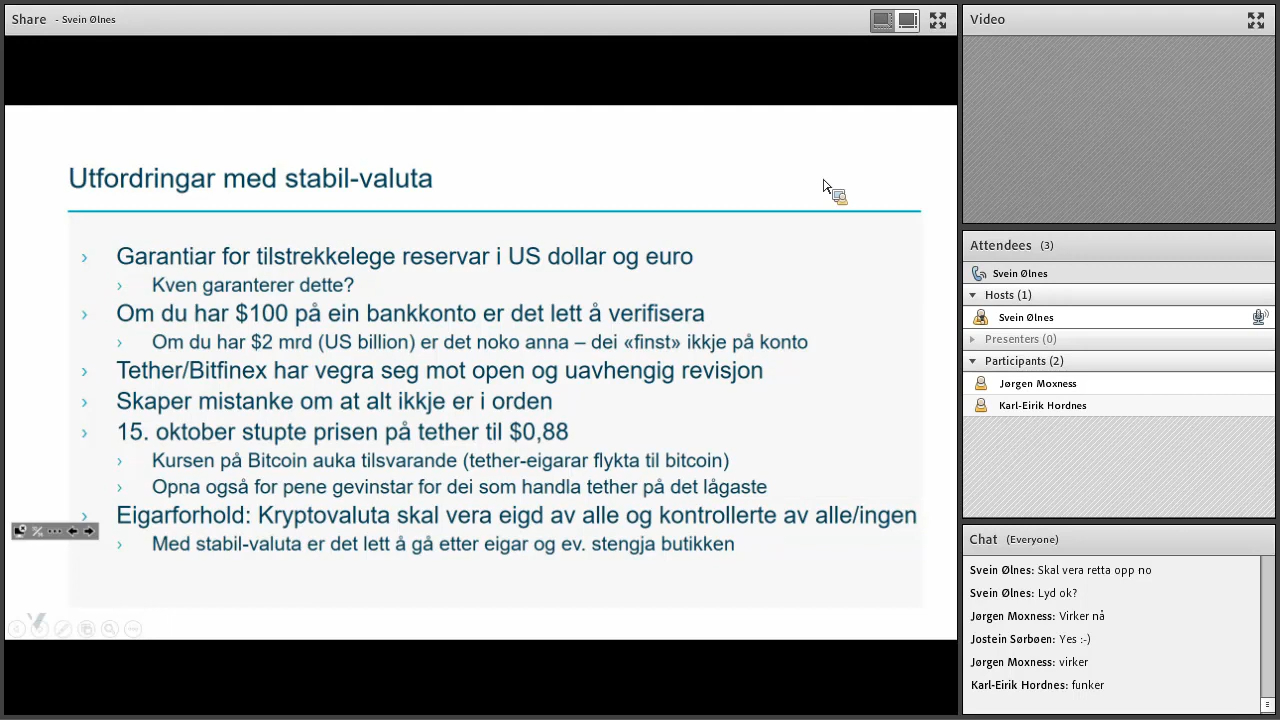 Share - Svein Ølnes
Utfordringar med stabil-valuta
Garantiar for tilstrekkelege reservar i US dollar og euro
Kven garanterer dette?
Om du har $100 på ein bankkonto er det lett å verifisera
Om du har $2 mrd (US billion) er det noko anna – dei «finst» ikkje på konto
Tether/Bitfinex har vegra seg mot open og uavhengig revisjon
Skaper mistanke om at alt ikkje er i orden
15. oktober stupte prisen på tether til $0,88
Kursen på Bitcoin auka tilsvarande (tether-eigarar flykta til bitcoin)
Opna også for pene gevinstar for dei som handla tether på det lågaste
Eigarforhold: Kryptovaluta skal vera eigd av alle og kontrollerte av alle/ingen
Med stabil-valuta er det lett å gå etter eigar og ev. stengja butikken
Video
Attendees (3)
Svein Ølnes
Hosts (1)
Svein Ølnes
Presenters (0)
Participants (2)
Jørgen Moxness
Karl-Eirik Hordnes
Chat (Everyone)
Svein Ølnes: Skal vera retta opp no
Svein Ølnes: Lyd ok?
Jørgen Moxness: Virker nå
Jostein Sørbøen: Yes :-)
Jørgen Moxness: virker
Karl-Eirik Hordnes: funker